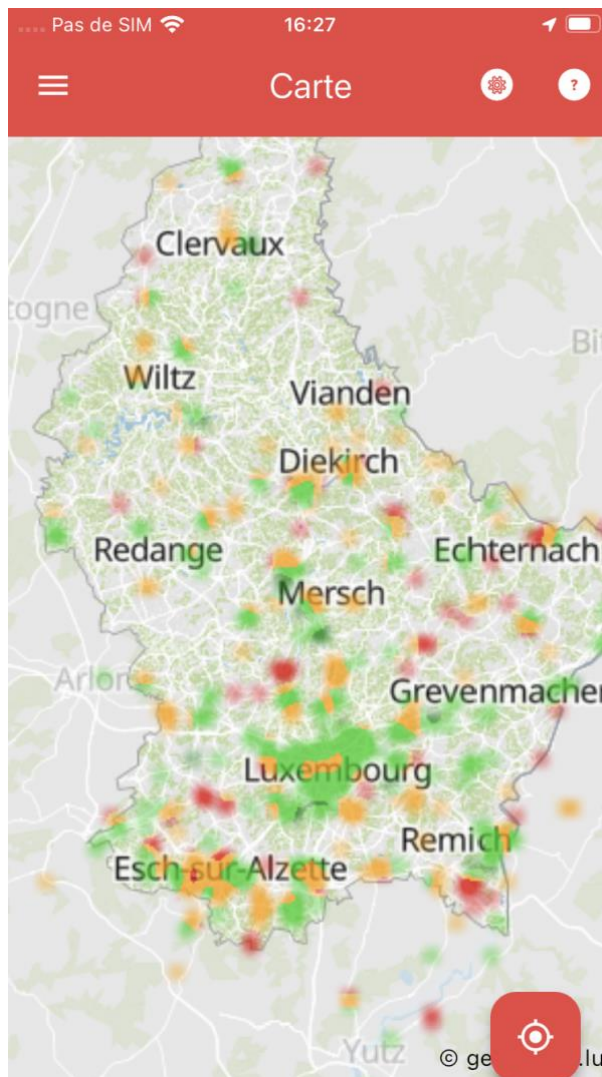 Pas de SIM 16:27
Carte ?
Clervaux
togne
Bi
Wiltz
Vianden
Diekirch
Redange
Echternach
Mersch
Arlon
Grevenmacher
Luxembourg
Remich
Esch-sur-Alzette
Yutz
© ge .lu